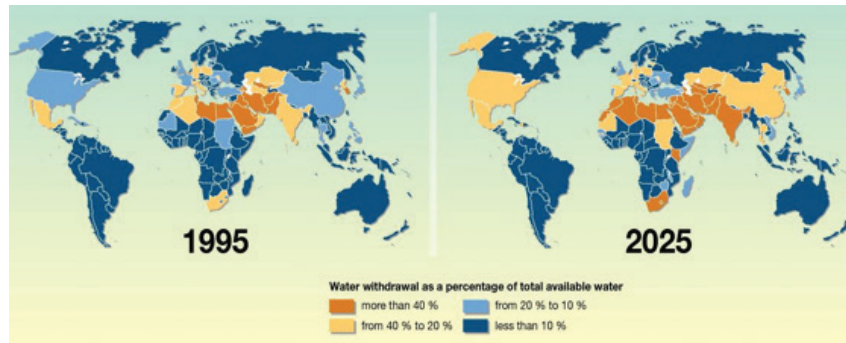 1995
2025
Water withdrawal as a percentage of total available water
more than 40 %
from 20 % to 10 %
from 40 % to 20 %
less than 10 %